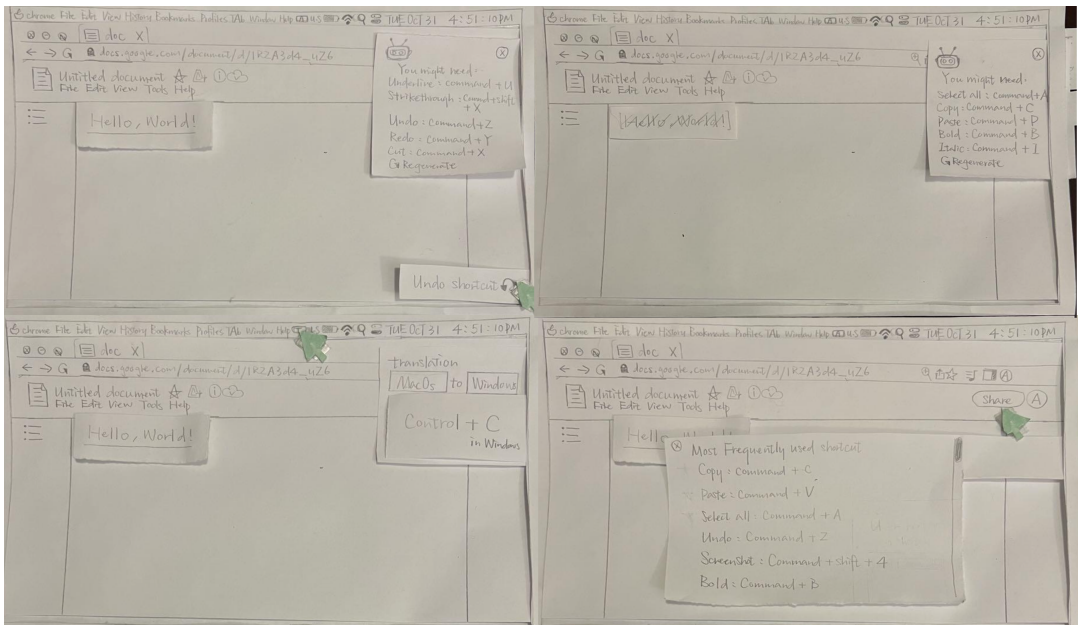 chrome File Edit View History Bookmarks Profiles TAb Window Help US TUE OCT 31 4:51:10PM
doc X
docs.google.com/document/d/1R2A3d4_uZ6
Untitled document
File Edit View Tools Help
Hello, World!
You might need:
Underline: Command + U
Strikethrough: Commd+shift
+X
Undo: Command+Z
Redo: Command+Y
Cut: Command+X
Regenerate
Undo shortcut
chrome File Edit View History Bookmarks Profiles TAb Window Help US TUE OCT 31 4:51:10PM
doc X
docs.google.com/document/d/1R2A3d4_uZ6
Untitled document
File Edit View Tools Help
Hello, World!
You might need:
Select all: Command+A
Copy: Command + C
Paste: Command + P
Bold: Command + B
Italic: Command + I
Regenerate
chrome File Edit View History Bookmarks Profiles TAb Window Help US TUE OCT 31 4:51:10PM
doc X
docs.google.com/document/d/1R2A3d4_uZ6
Untitled document
File Edit View Tools Help
Hello, World!
translation
MacOs to Windows
Control + C
in Windows
chrome File Edit View History Bookmarks Profiles TAb Window Help US TUE OCT 31 4:51:10PM
doc X
docs.google.com/document/d/1R2A3d4_uZ6
A
Untitled document
File Edit View Tools Help
Share A
Most Frequently used shortcut
Copy: Command + C
Paste: Command + V
Select all: Command + A
Undo: Command + Z
Screenshot: Command + shift + 4
Bold: Command + B